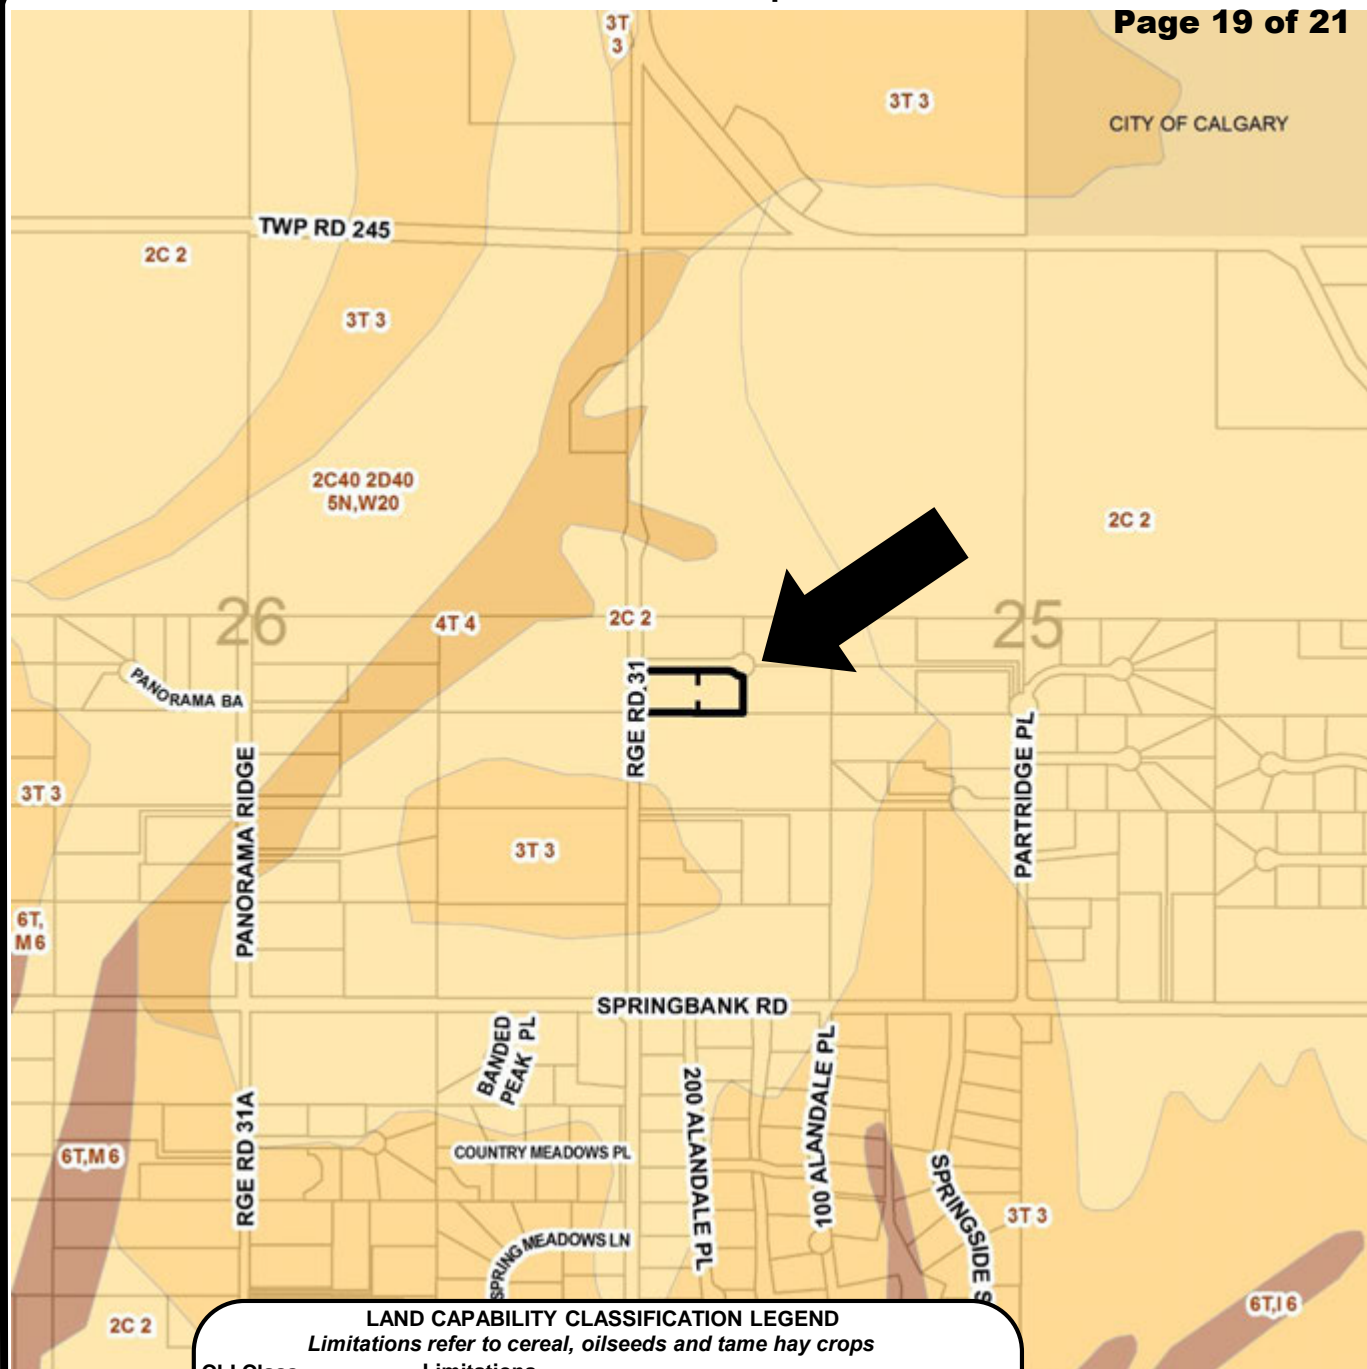 Page 19 of 21
3T
3
3T 3
CITY OF CALGARY
TWP RD 245
2C 2
3T 3
2C40 2D40
5N,W20
2C 2
26
4T 4
2C 2
25
PANORAMA BA
RGE RD 31
PARTRIDGE PL
PANORAMA RIDGE
3T 3
3T 3
6T,
M 6
SPRINGBANK RD
BANDED
PEAK PL
200 ALANDALE PL
100 ALANDALE PL
RGE RD 31A
COUNTRY MEADOWS PL
6T,M 6
SPRINGSIDE S
3T 3
SPRING MEADOWS LN
6T,I 6
2C 2
LAND CAPABILITY CLASSIFICATION LEGEND
Limitations refer to cereal, oilseeds and tame hay crops
CLI Class Limitations